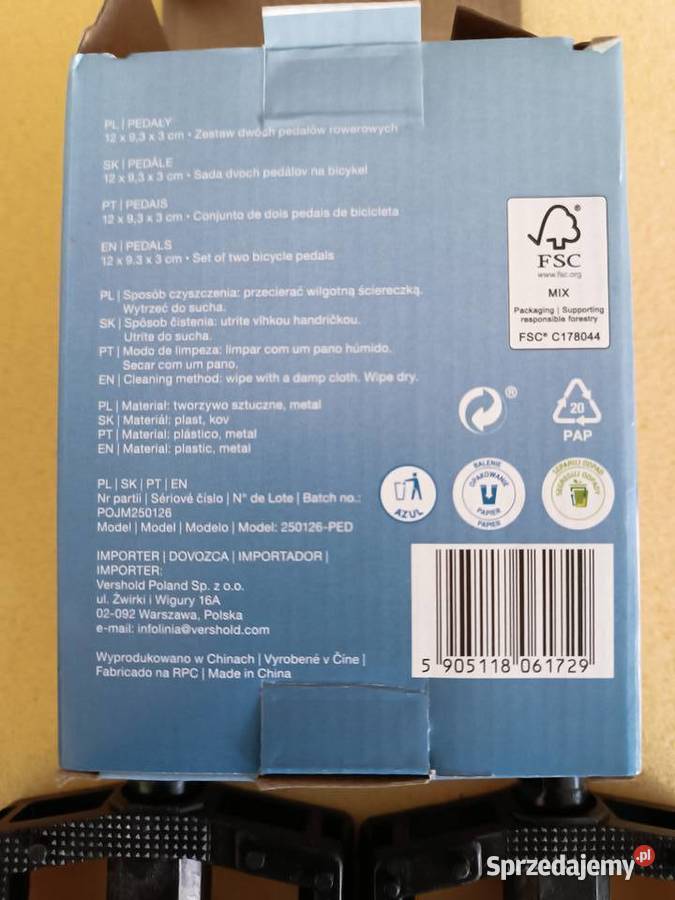 PL | PEDAŁY
12 x 9,3 x 3 cm • Zestaw dwóch pedałów rowerowych
SK | PEDÁLE
12 x 9,3 x 3 cm • Sada dvoch pedálov na bicykel
PT | PEDAIS
12 x 9,3 x 3 cm • Conjunto de dois pedais de bicicleta
EN | PEDALS
12 x 9.3 x 3 cm • Set of two bicycle pedals
PL | Sposób czyszczenia: przecierać wilgotną ściereczką.
Wytrzeć do sucha.
SK | Spôsob čistenia: utrite vlhkou handričkou.
Utrite do sucha.
PT | Modo de limpeza: limpar com um pano húmido.
Secar com um pano.
EN | Cleaning method: wipe with a damp cloth. Wipe dry.
PL | Materiał: tworzywo sztuczne, metal
SK | Materiál: plast, kov
PT | Material: plástico, metal
EN | Material: plastic, metal
PL | SK | PT | EN
Nr partii | Sériové číslo | N° de Lote | Batch no.:
POJM250126
Model | Model | Modelo | Model: 250126-PED
IMPORTER | DOVOZCA | IMPORTADOR |
IMPORTER:
Vershold Poland Sp. z o.o.
ul. Żwirki i Wigury 16A
02-092 Warszawa, Polska
e-mail: infolinia@vershold.com
Wyprodukowano w Chinach | Vyrobené v Číne |
Fabricado na RPC | Made in China
FSC
www.fsc.org
MIX
Packaging | Supporting
responsible forestry
FSC® C178044
®
20
PAP
AZUL
BALENIE
OPAKOWANIE
PAPIER
PAPIER
SEPARUJ ODPAD
SEGREGUJ ODPADY
5 905118 061729
Sprzedajemy.pl